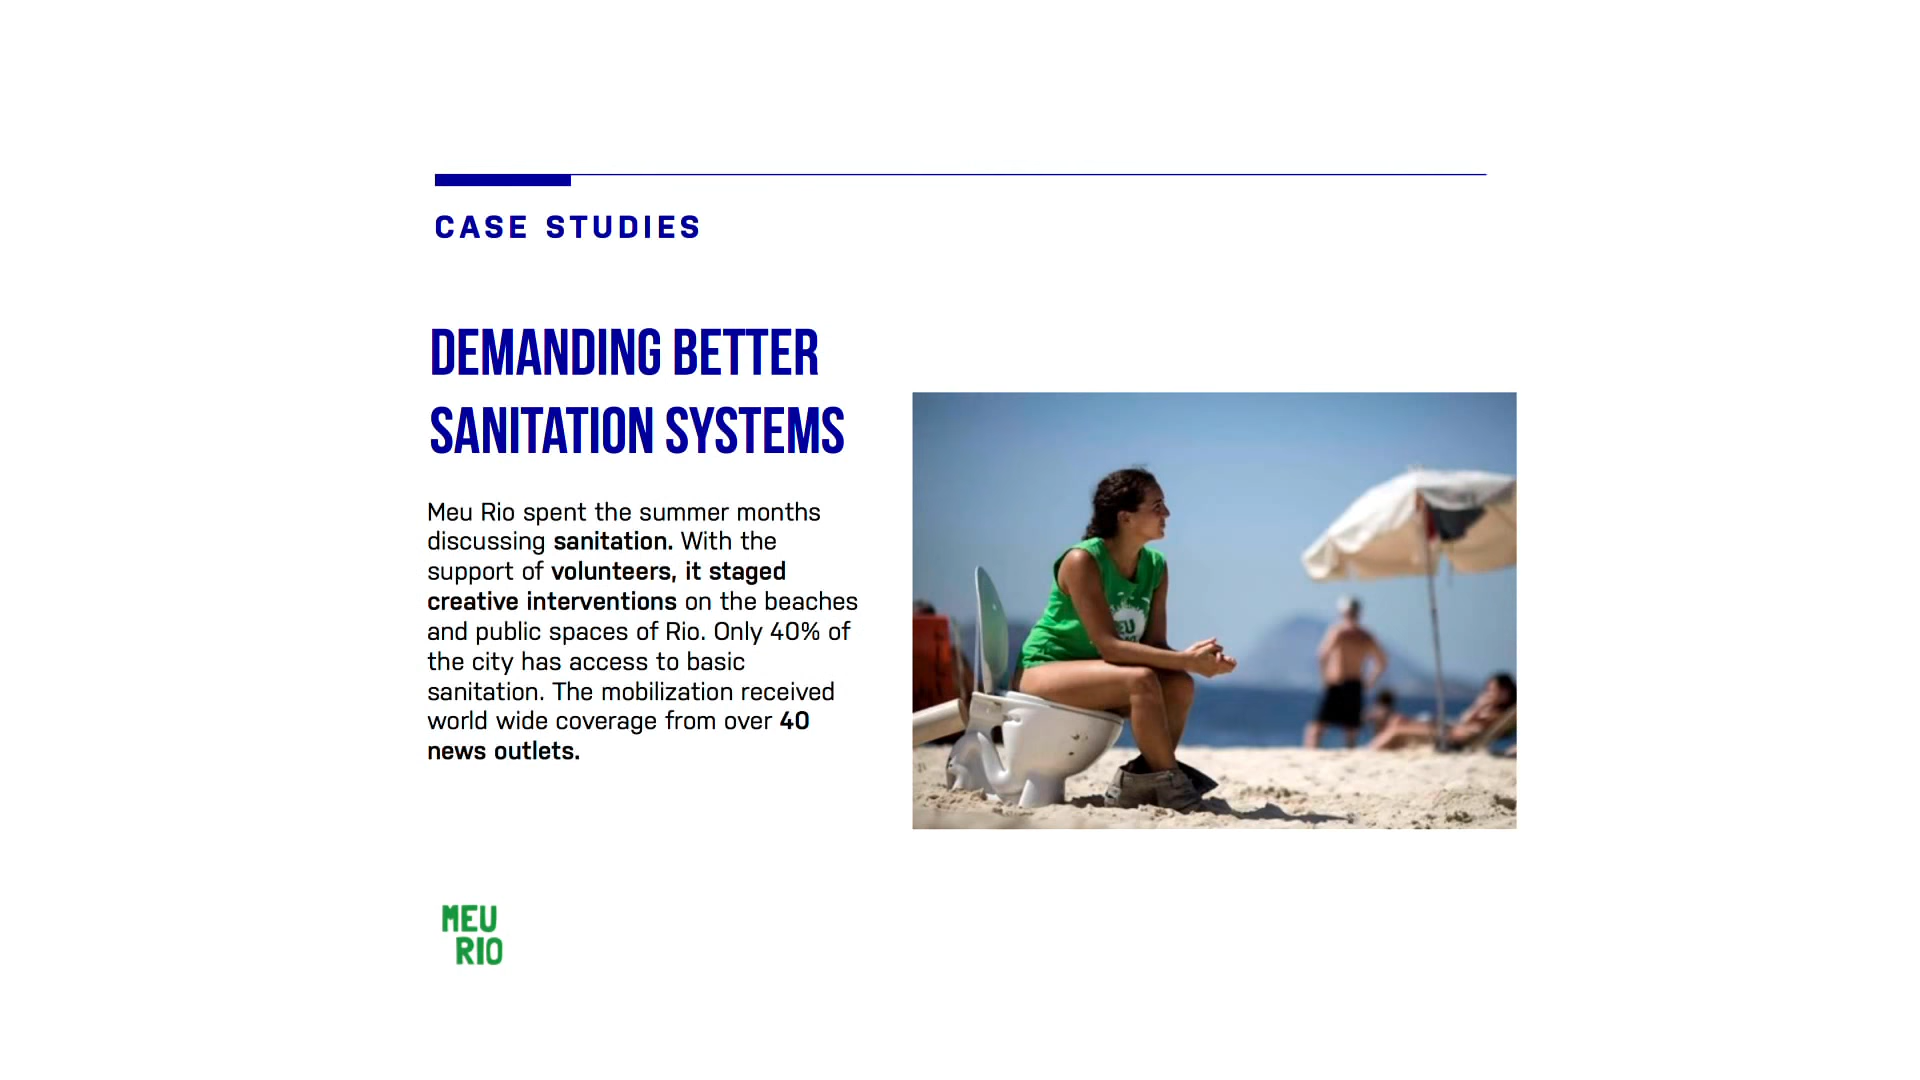 CASE STUDIES
DEMANDING BETTER
SANITATION SYSTEMS
Meu Rio spent the summer months
discussing sanitation. With the
support of volunteers, it staged
creative interventions on the beaches
and public spaces of Rio. Only 40% of
the city has access to basic
sanitation. The mobilization received
world wide coverage from over 40
news outlets.
MEU
RIO